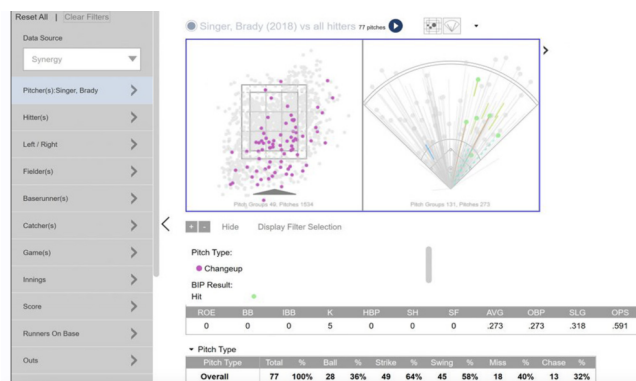 Reset All | Clear Filters
Data Source
Synergy
Pitcher(s):Singer, Brady
Hitter(s)
Left / Right
Fielder(s)
Baserunner(s)
Catcher(s)
Game(s)
Innings
Score
Runners On Base
Outs
Singer, Brady (2018) vs all hitters 77 pitches
Pitch Groups 49, Pitches 1534
Pitch Groups 131, Pitches 273
+ - Hide Display Filter Selection
Pitch Type:
Changeup
BIP Result:
Hit
ROE BB IBB K HBP SH SF AVG OBP SLG OPS
0 0 0 5 0 0 0 .273 .273 .318 .591
Pitch Type
Pitch Type Total % Ball % Strike % Swing % Miss % Chase %
Overall 77 100% 28 36% 49 64% 45 58% 18 40% 13 32%